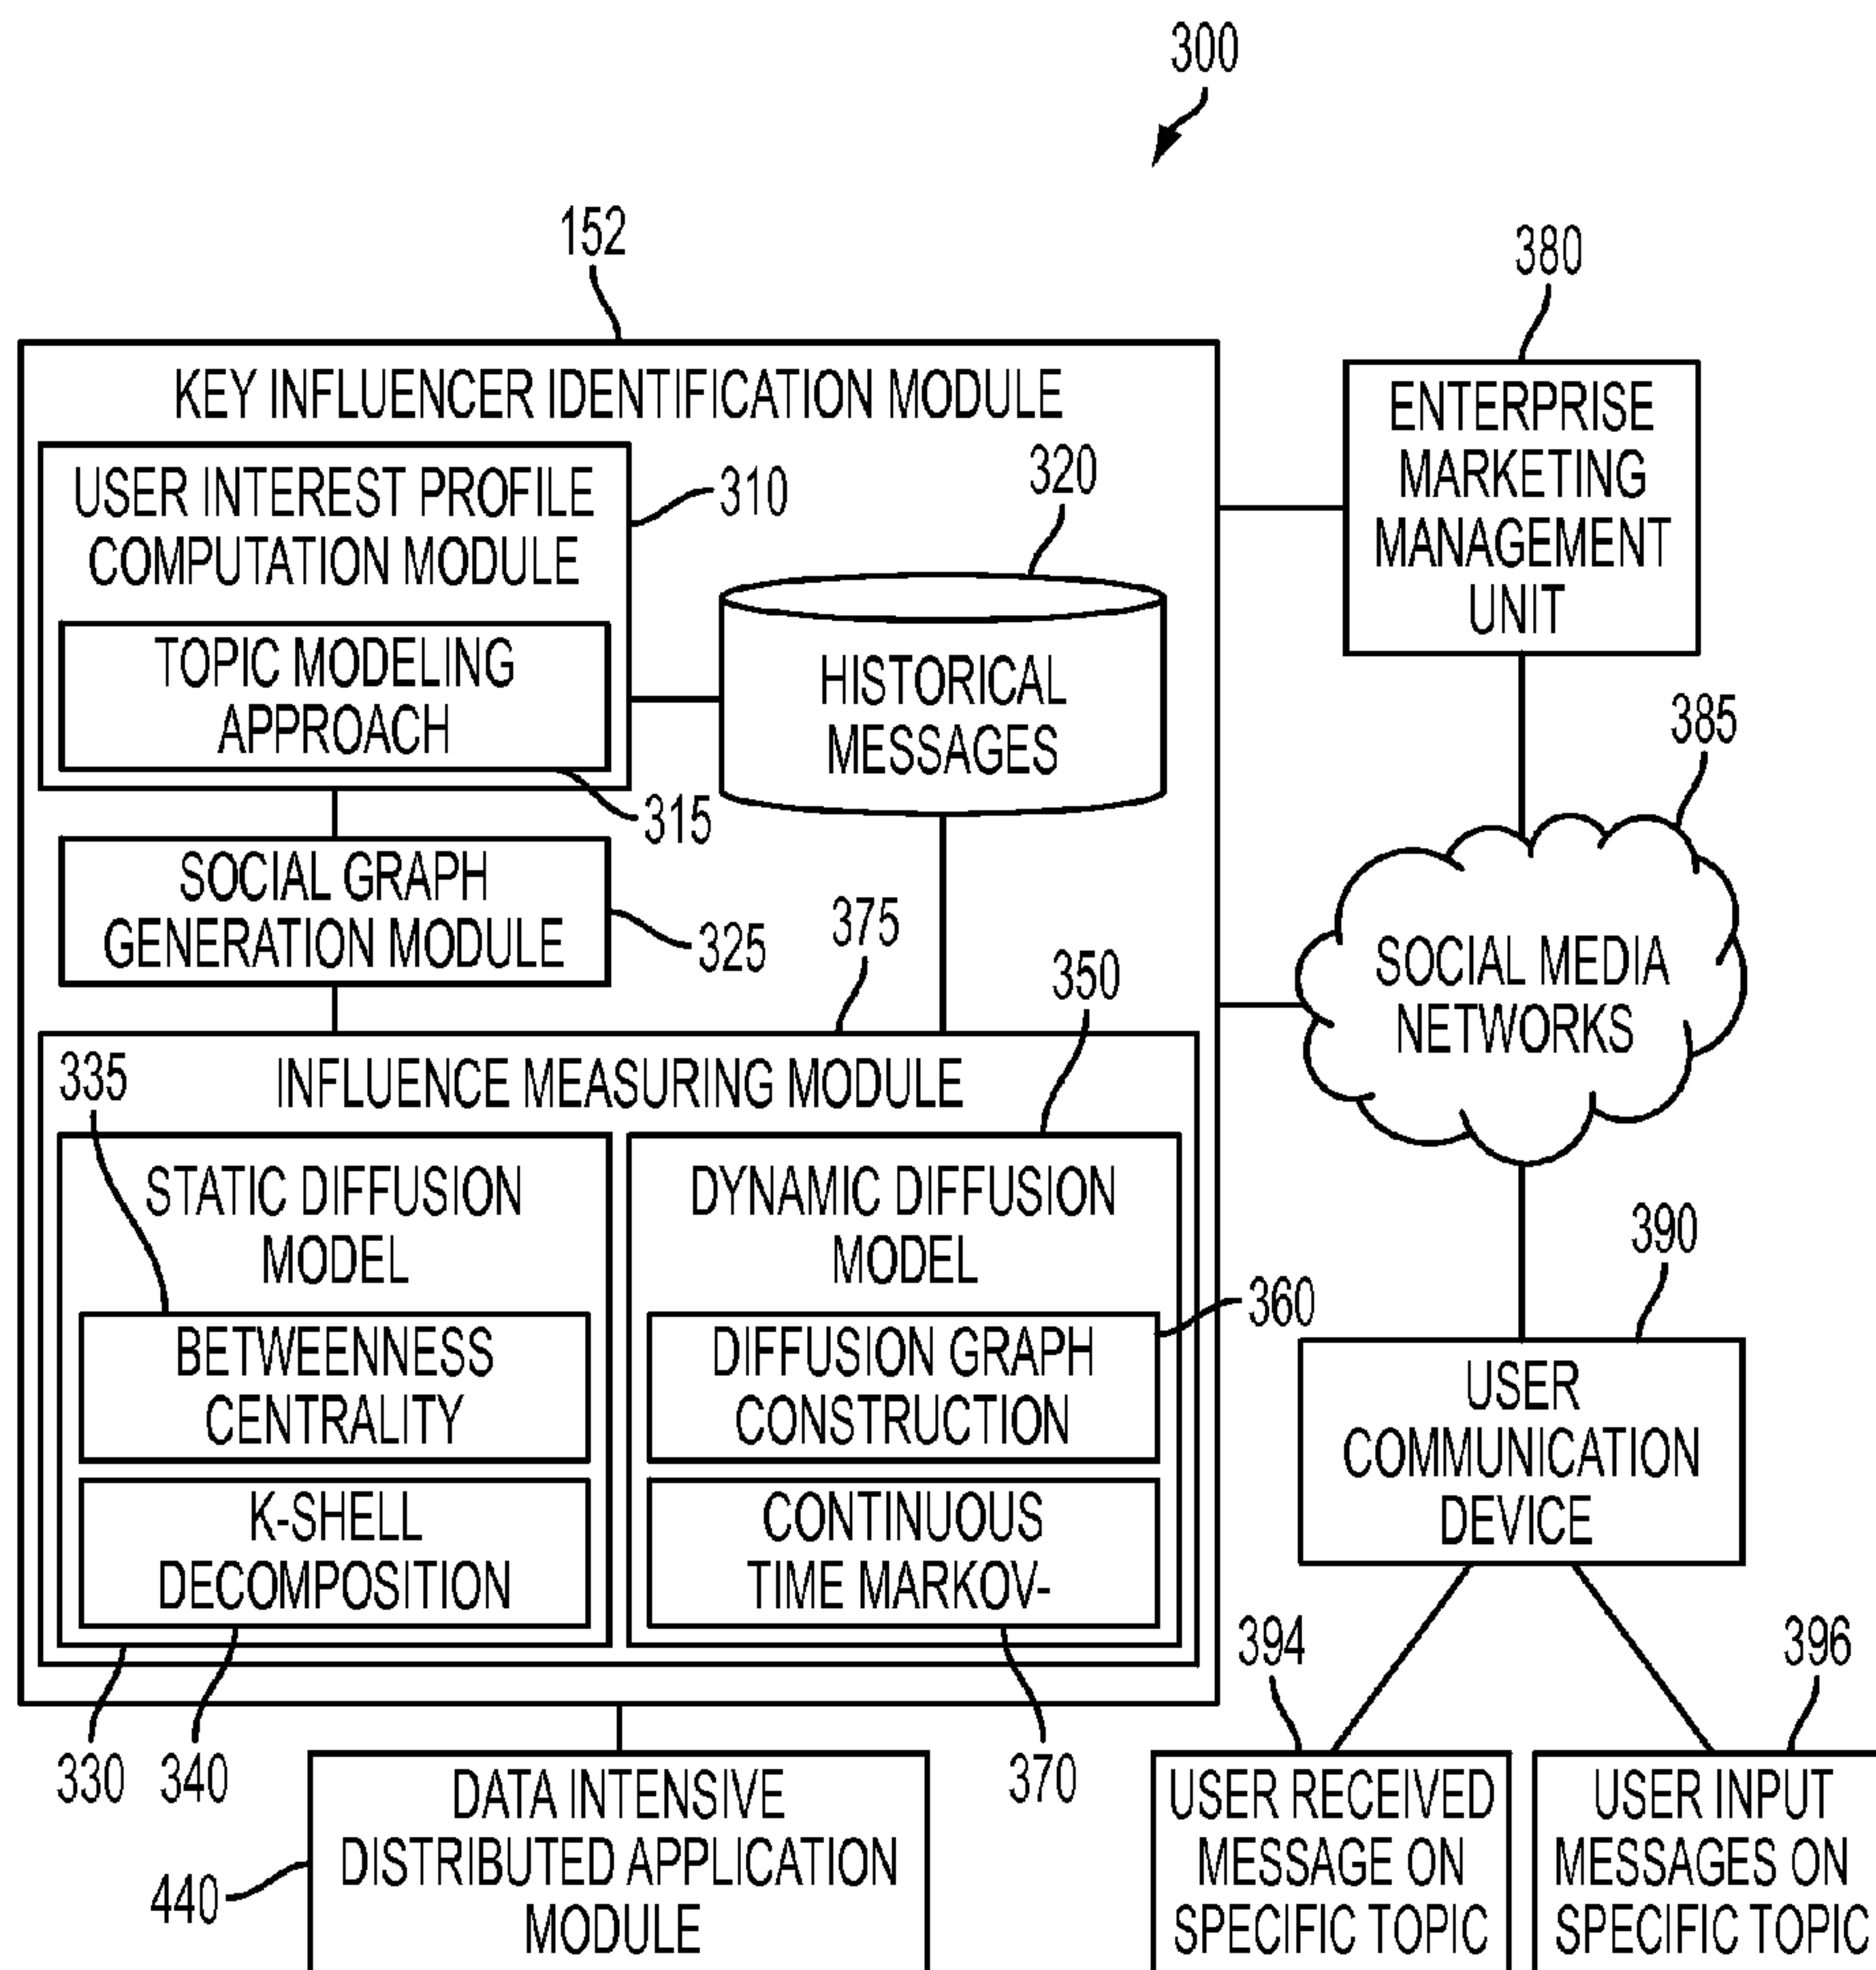 300
152
380
KEY INFLUENCER IDENTIFICATION MODULE
ENTERPRISE
MARKETING
MANAGEMENT
UNIT
USER INTEREST PROFILE
COMPUTATION MODULE
310
320
TOPIC MODELING
APPROACH
HISTORICAL
MESSAGES
315
385
SOCIAL GRAPH
GENERATION MODULE
325
375
350
SOCIAL MEDIA
NETWORKS
335
INFLUENCE MEASURING MODULE
STATIC DIFFUSION
MODEL
DYNAMIC DIFFUSION
MODEL
390
360
BETWEENNESS
CENTRALITY
DIFFUSION GRAPH
CONSTRUCTION
USER
COMMUNICATION
DEVICE
K-SHELL
DECOMPOSITION
CONTINUOUS
TIME MARKOV-
394
396
330
340
370
DATA INTENSIVE
DISTRIBUTED APPLICATION
MODULE
440
USER RECEIVED
MESSAGE ON
SPECIFIC TOPIC
USER INPUT
MESSAGES ON
SPECIFIC TOPIC